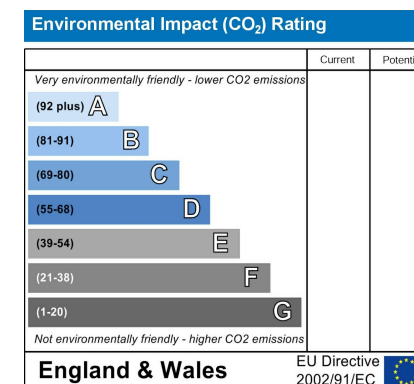 Environmental Impact (CO₂) Rating
Current Potenti
Very environmentally friendly - lower CO2 emissions
(92 plus) A
(81-91) B
(69-80) C
(55-68) D
(39-54) E
(21-38) F
(1-20) G
Not environmentally friendly - higher CO2 emissions
England & Wales
EU Directive
2002/91/EC